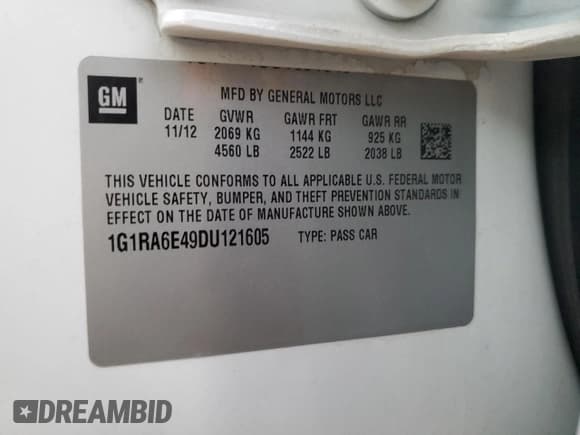 GM
MFD BY GENERAL MOTORS LLC
DATE GVWR GAWR FRT GAWR RR
11/12 2069 KG 1144 KG 925 KG
4560 LB 2522 LB 2038 LB
THIS VEHICLE CONFORMS TO ALL APPLICABLE U.S. FEDERAL MOTOR
VEHICLE SAFETY, BUMPER, AND THEFT PREVENTION STANDARDS IN
EFFECT ON THE DATE OF MANUFACTURE SHOWN ABOVE.
1G1RA6E49DU121605 TYPE: PASS CAR
DREAMBID